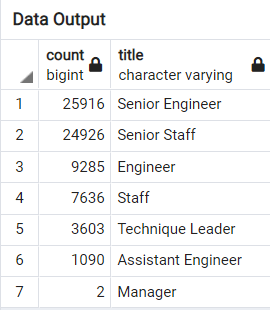 Data Output
count title
bigint character varying
1 25916 Senior Engineer
2 24926 Senior Staff
3 9285 Engineer
4 7636 Staff
5 3603 Technique Leader
6 1090 Assistant Engineer
7 2 Manager